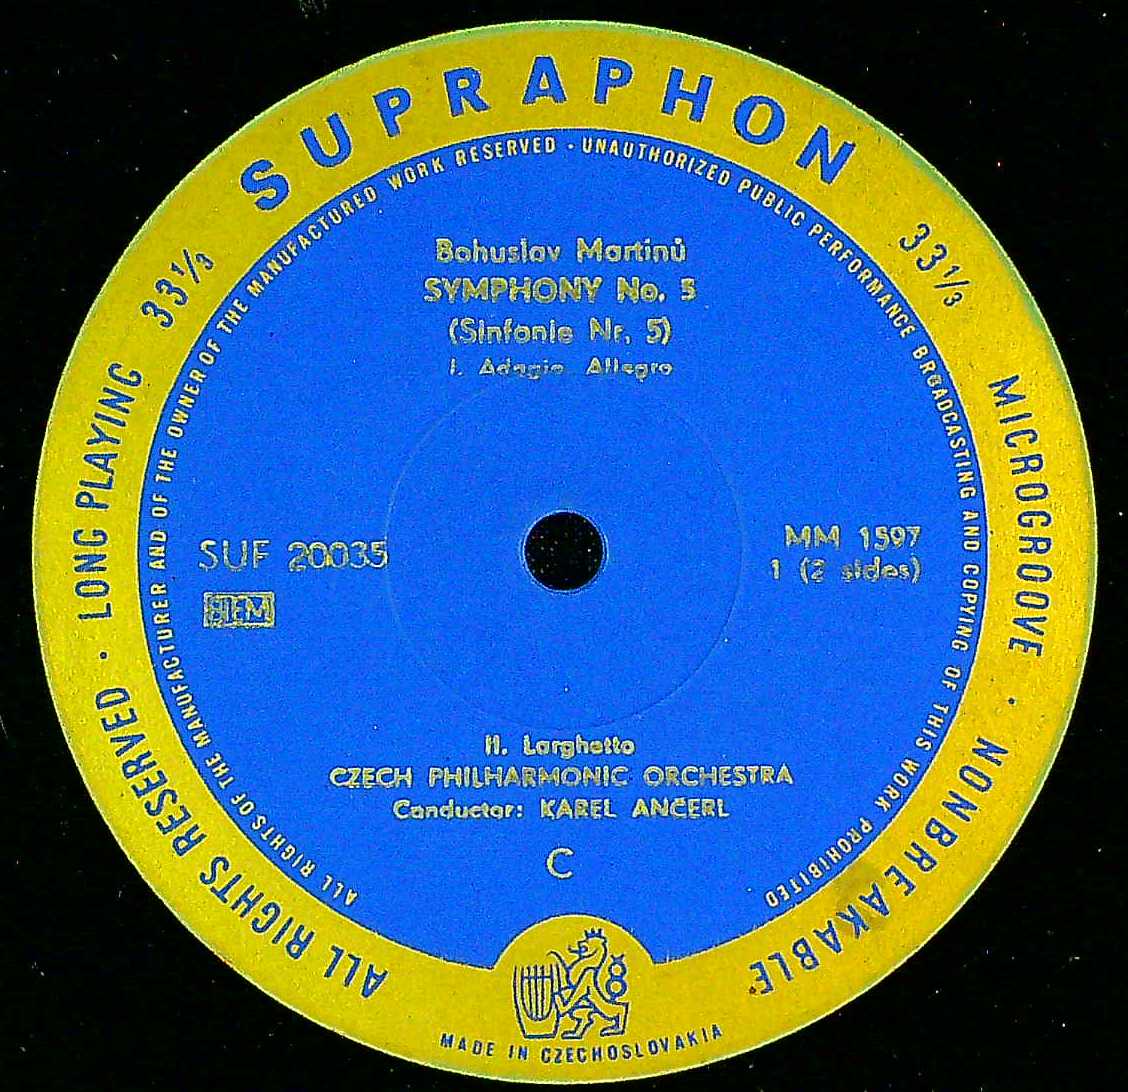 SUPRAPHON
33⅓
33⅓
LONG PLAYING
MICROGROOVE · NONBREAKABLE
ALL RIGHTS RESERVED ·
ALL RIGHTS OF THE MANUFACTURER AND OF THE OWNER OF THE MANUFACTURED WORK RESERVED · UNAUTHORIZED PUBLIC PERFORMANCE BROADCASTING AND COPYING OF THIS WORK PROHIBITED
Bohuslav Martinů
SYMPHONY No. 5
(Sinfonie Nr. 5)
I. Adagio Allegro
SUF 20035
BIEM
MM 1597
1 (2 sides)
II. Larghetto
CZECH PHILHARMONIC ORCHESTRA
Conductor: KAREL ANČERL
C
MADE IN CZECHOSLOVAKIA